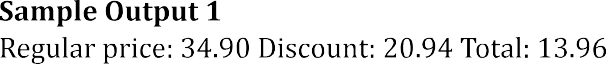 Sample Output 1
Regular price: 34.90 Discount: 20.94 Total: 13.96